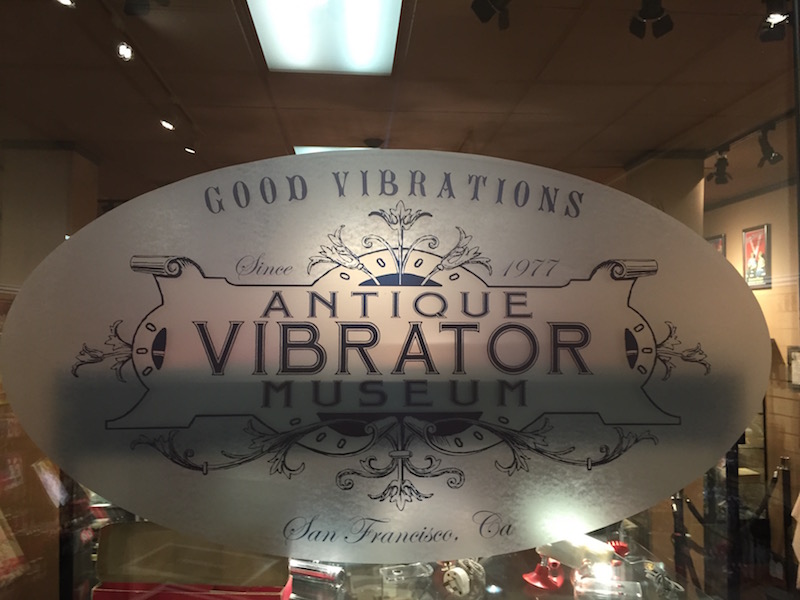 GOOD VIBRATIONS
Since 1977
ANTIQUE
VIBRATOR
MUSEUM
San Francisco, Ca